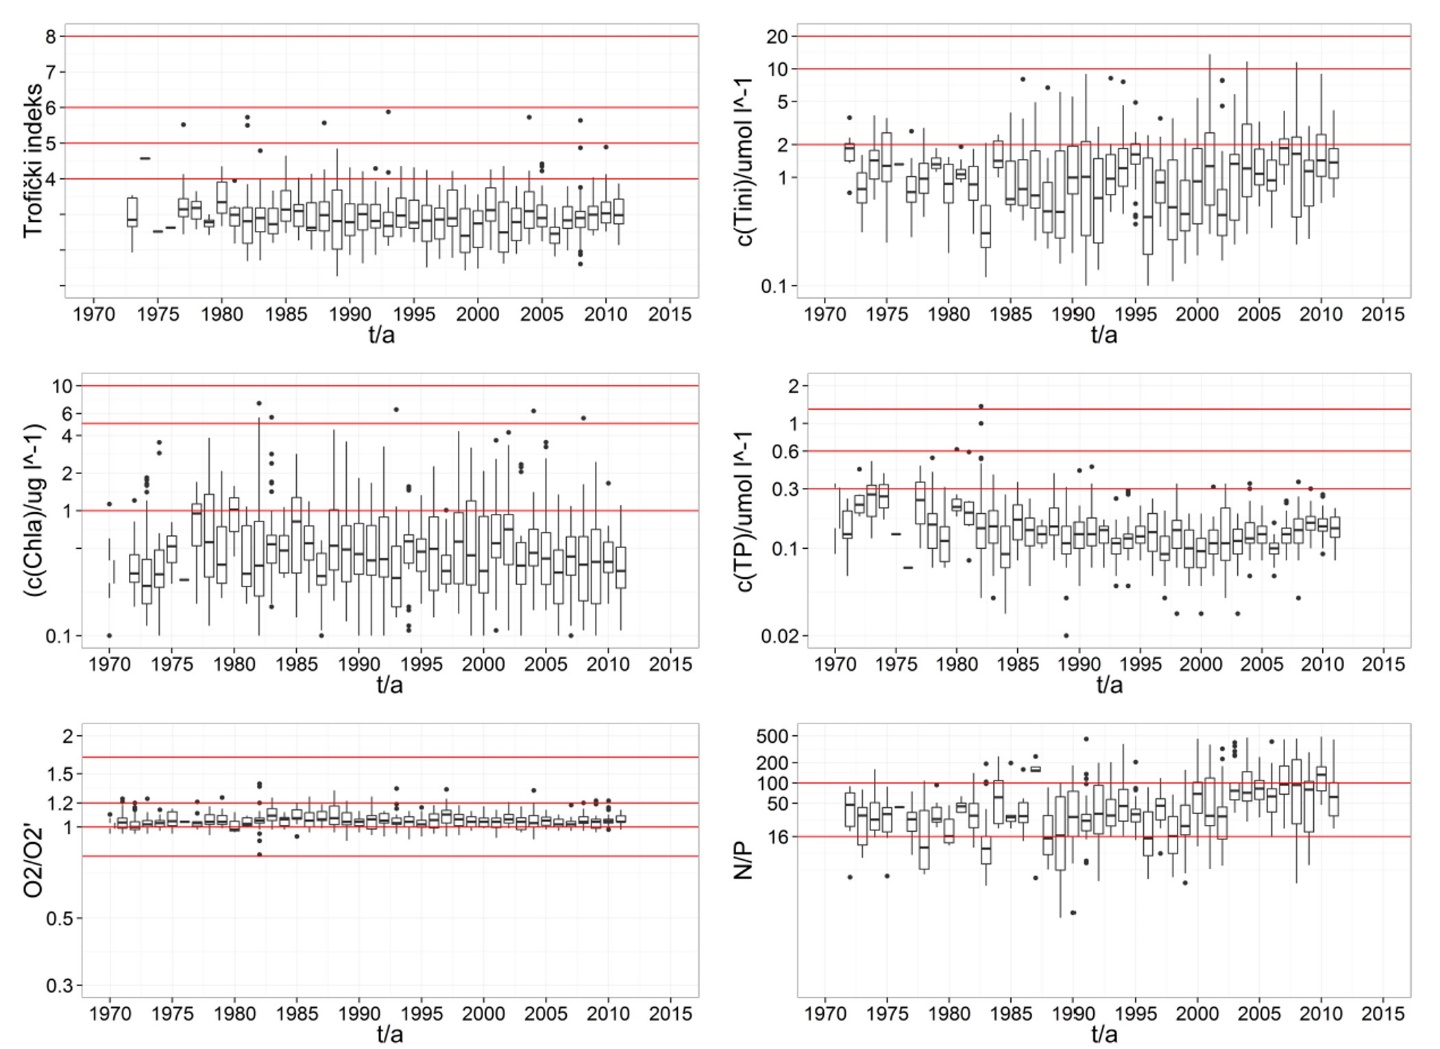 Trofički indeks
8
7
6
5
4
1970 1975 1980 1985 1990 1995 2000 2005 2010 2015
t/a
c(Tini)/umol l^-1
20
10
5
2
1
0.1
1970 1975 1980 1985 1990 1995 2000 2005 2010 2015
t/a
(c(Chla)/ug l^-1)
10
6
4
2
1
0.1
1970 1975 1980 1985 1990 1995 2000 2005 2010 2015
t/a
c(TP)/umol l^-1
2
1
0.6
0.3
0.1
0.02
1970 1975 1980 1985 1990 1995 2000 2005 2010 2015
t/a
O2/O2'
2
1.5
1.2
1
0.5
0.3
1970 1975 1980 1985 1990 1995 2000 2005 2010 2015
t/a
N/P
500
200
100
50
16
1970 1975 1980 1985 1990 1995 2000 2005 2010 2015
t/a